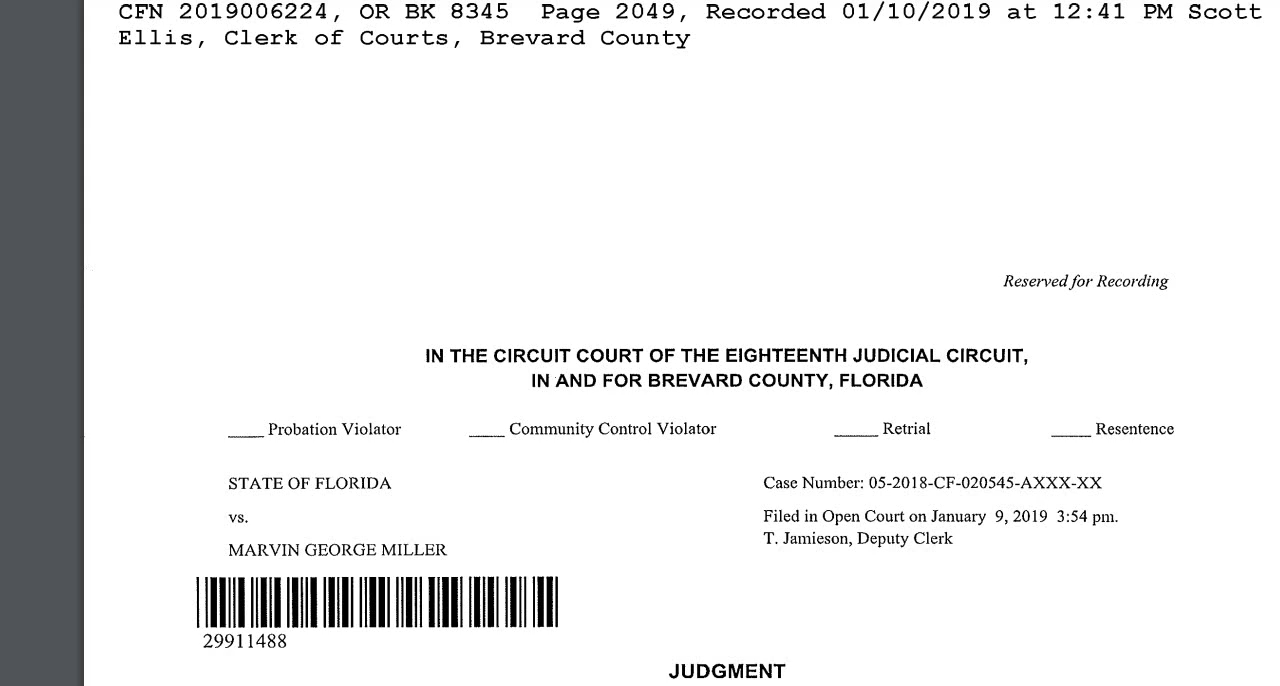 CFN 2019006224, OR BK 8345 Page 2049, Recorded 01/10/2019 at 12:41 PM Scott
Ellis, Clerk of Courts, Brevard County
Reserved for Recording
IN THE CIRCUIT COURT OF THE EIGHTEENTH JUDICIAL CIRCUIT,
IN AND FOR BREVARD COUNTY, FLORIDA
____ Probation Violator ____ Community Control Violator _____ Retrial _____ Resentence
STATE OF FLORIDA
Case Number: 05-2018-CF-020545-AXXX-XX
vs.
Filed in Open Court on January 9, 2019 3:54 pm.
T. Jamieson, Deputy Clerk
MARVIN GEORGE MILLER
29911488
JUDGMENT